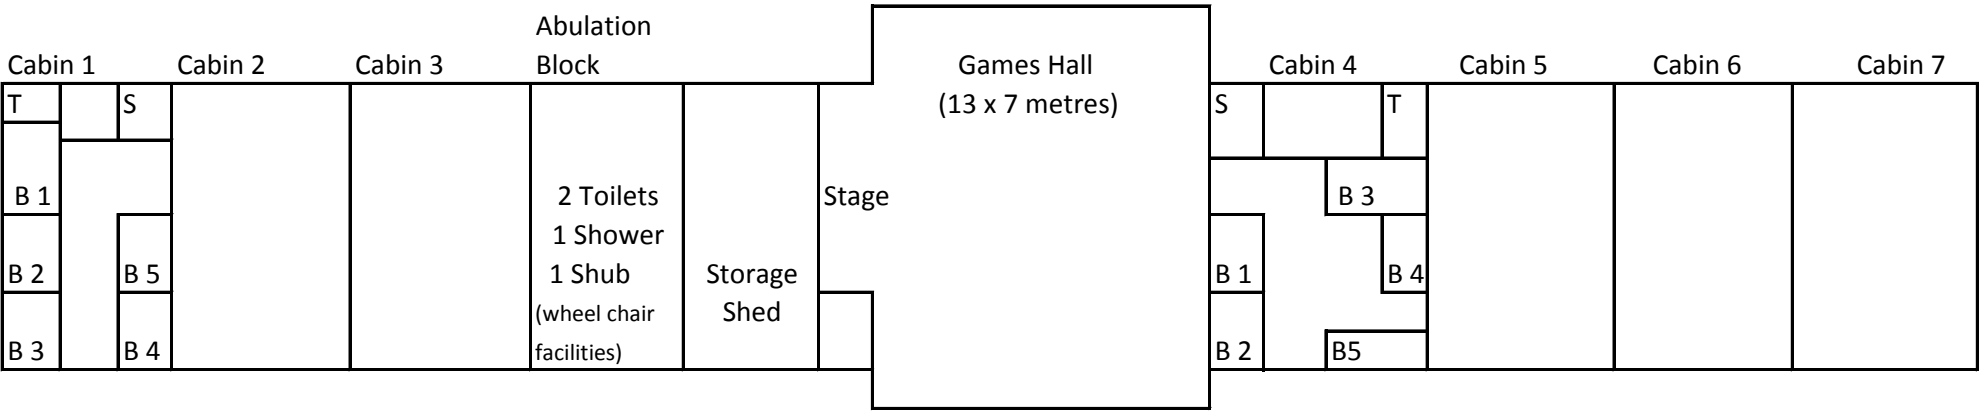 Abulation
Block
Cabin 1
Cabin 2
Cabin 3
Games Hall
(13 x 7 metres)
Cabin 4
Cabin 5
Cabin 6
Cabin 7
T
S
B 1
B 2
B 3
B 5
B 4
2 Toilets
1 Shower
1 Shub
(wheel chair
facilities)
Storage
Shed
Stage
S
T
B 3
B 1
B 4
B 2
B5